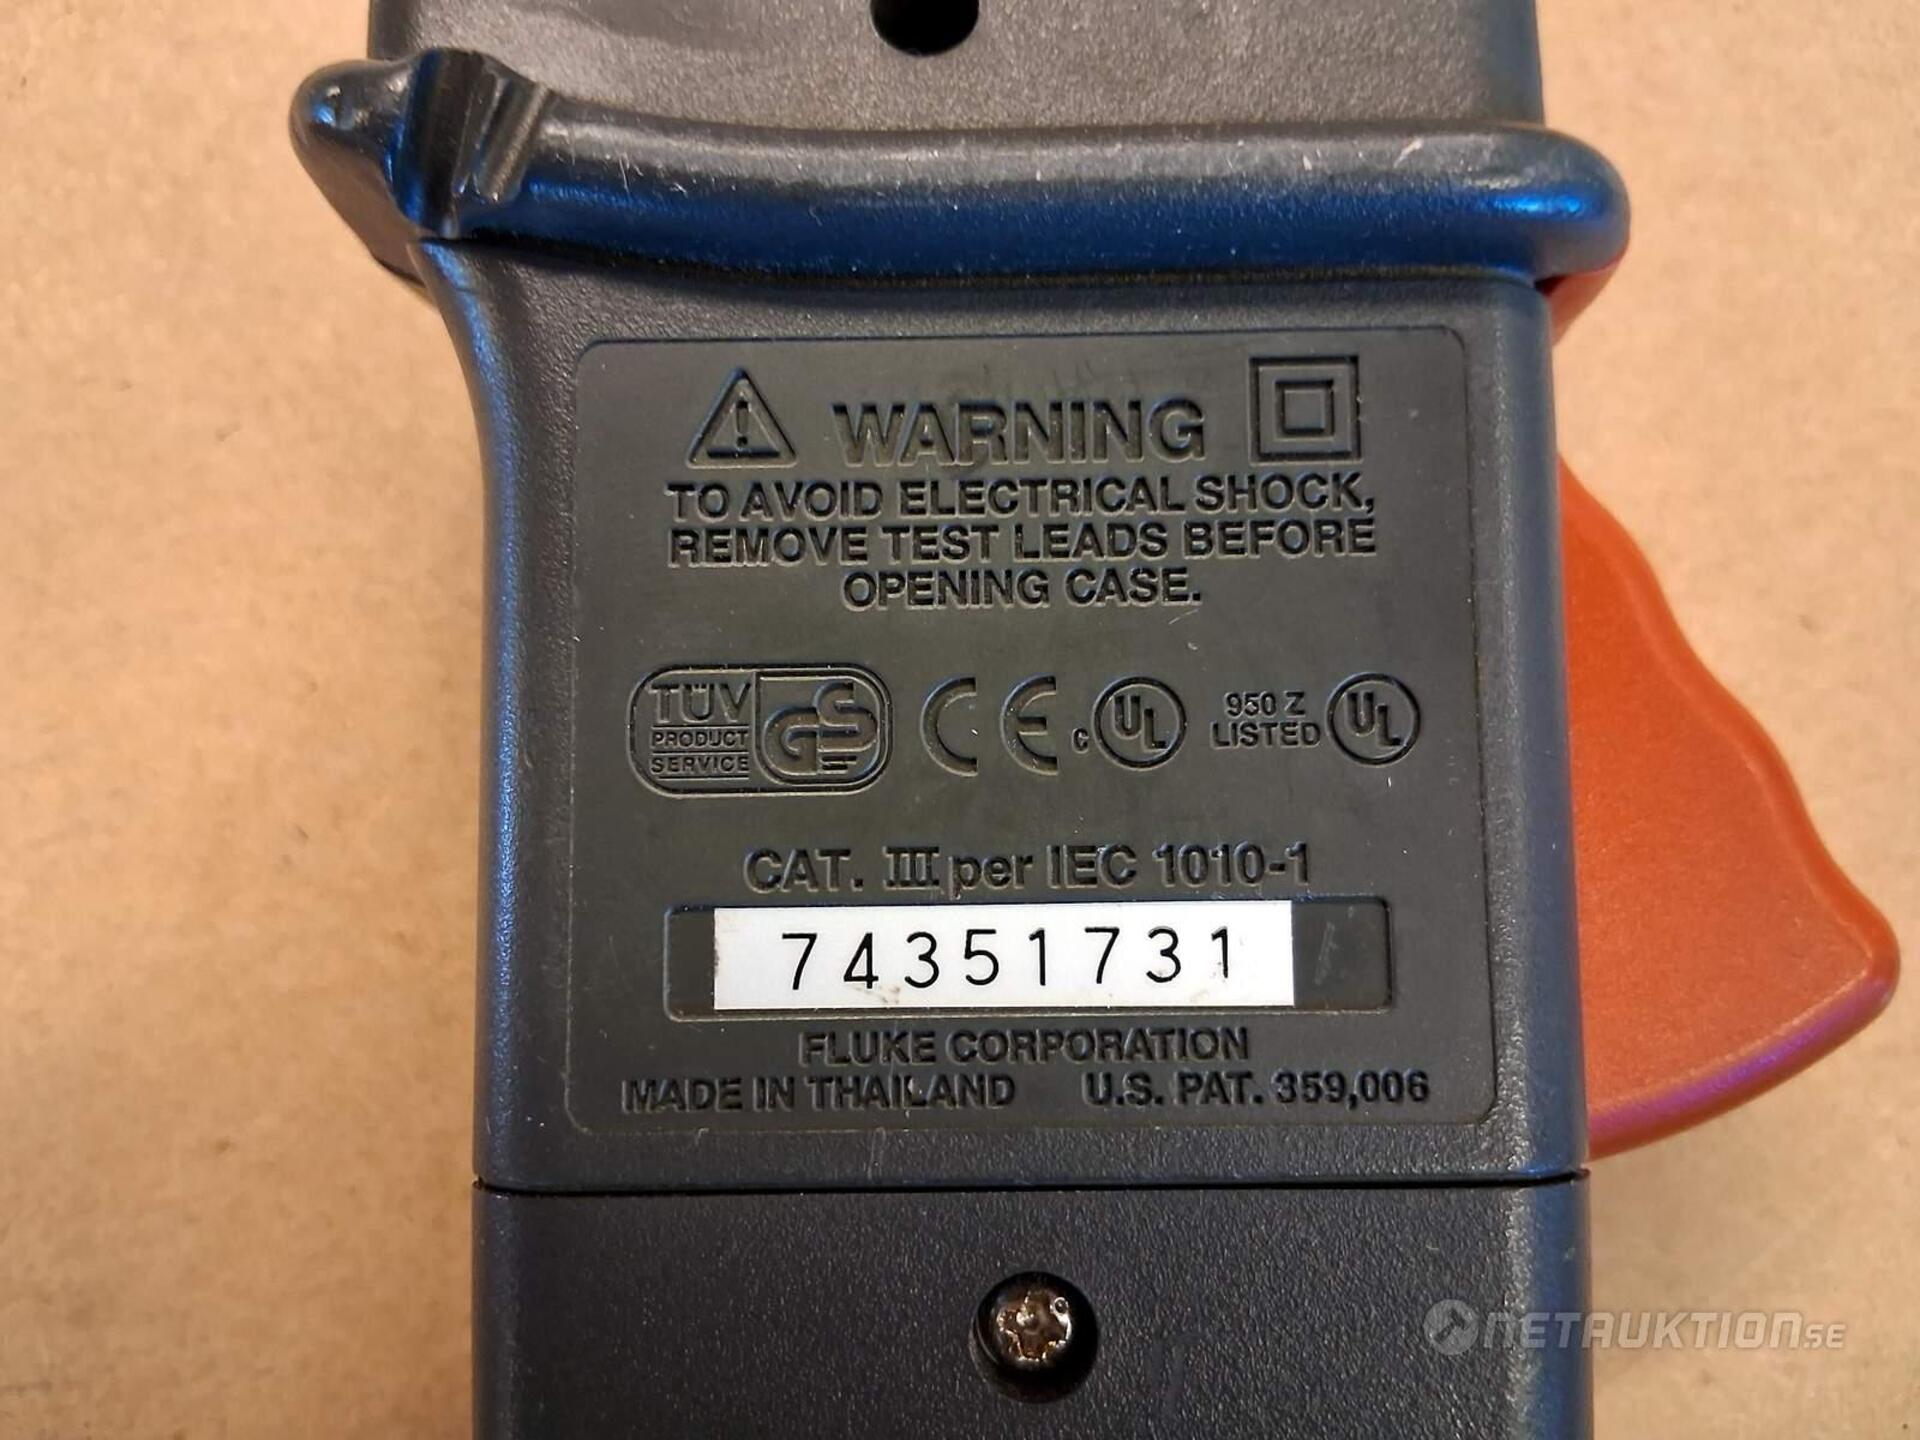 WARNING
TO AVOID ELECTRICAL SHOCK,
REMOVE TEST LEADS BEFORE
OPENING CASE.
TÜV
PRODUCT
SERVICE
GS
CE
c UL
950 Z
LISTED
UL
CAT. III per IEC 1010-1
74351731
FLUKE CORPORATION
MADE IN THAILAND U.S. PAT. 359,006
NETAUKTION.SE